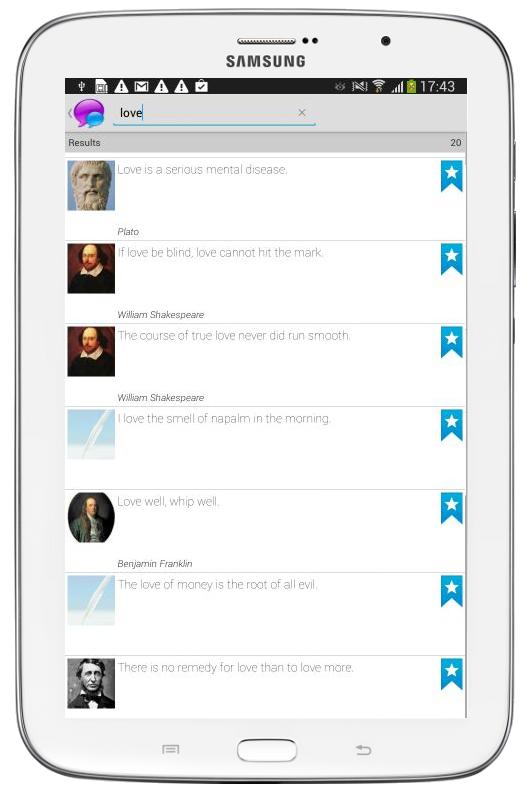 SAMSUNG
17:43
love
Results 20
Love is a serious mental disease.
Plato
If love be blind, love cannot hit the mark.
William Shakespeare
The course of true love never did run smooth.
William Shakespeare
I love the smell of napalm in the morning.
Love well, whip well.
Benjamin Franklin
The love of money is the root of all evil.
There is no remedy for love than to love more.